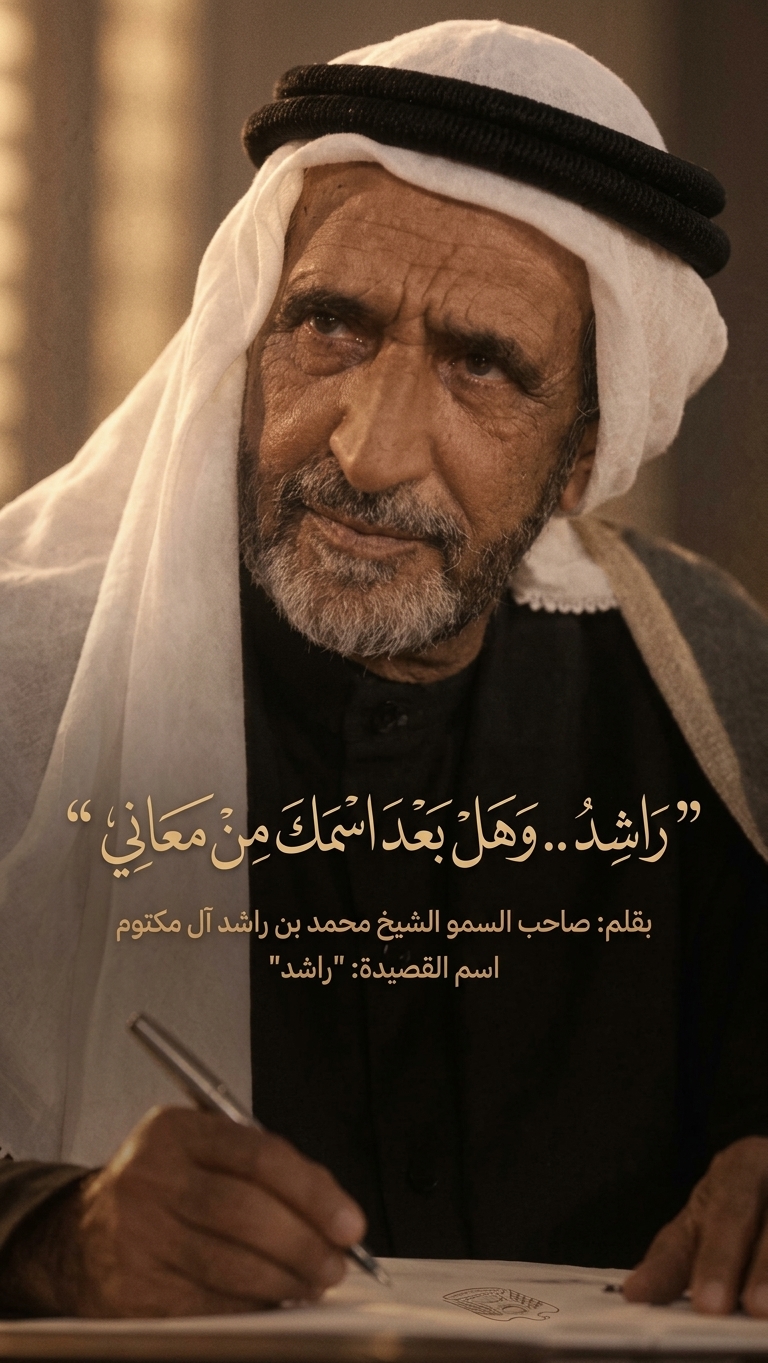 ”رَاشِدُ.. وَهَلْ بَعْدَ اسْمَكَ مِنْ مَعَانِي“
بقلم: صاحب السمو الشيخ محمد بن راشد آل مكتوم
اسم القصيدة: "راشد"